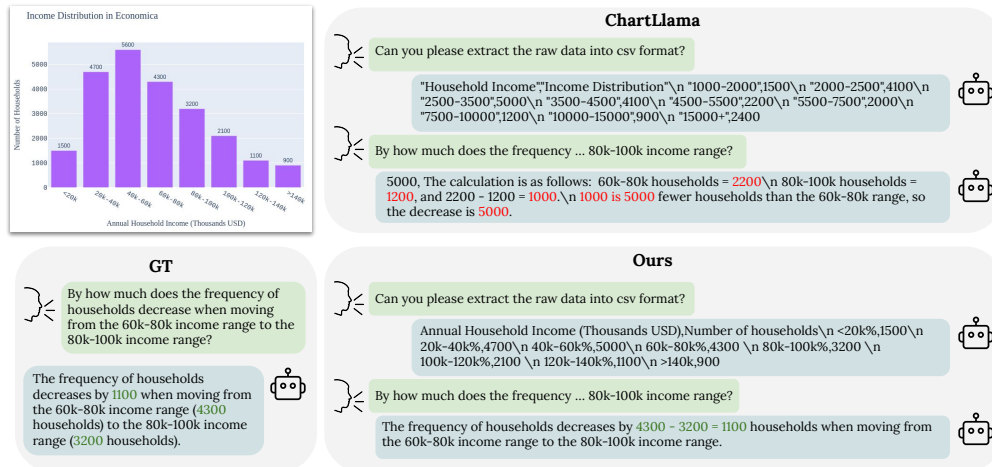 Income Distribution in Economica
Number of Households
5000
4000
3000
2000
1000
0
1500
4700
5600
4300
3200
2100
1100
900
<20k
20k-40k
40k-60k
60k-80k
80k-100k
100k-120k
120k-140k
>140k
Annual Household Income (Thousands USD)
ChartLlama
Can you please extract the raw data into csv format?
"Household Income","Income Distribution"\n "1000-2000",1500\n "2000-2500",4100\n
"2500-3500",5000\n "3500-4500",4100\n "4500-5500",2200\n "5500-7500",2000\n
"7500-10000",1200\n "10000-15000",900\n "15000+",2400
By how much does the frequency ... 80k-100k income range?
5000, The calculation is as follows: 60k-80k households = 2200\n 80k-100k households =
1200, and 2200 - 1200 = 1000.\n 1000 is 5000 fewer households than the 60k-80k range, so
the decrease is 5000.
GT
By how much does the frequency of
households decrease when moving
from the 60k-80k income range to the
80k-100k income range?
The frequency of households
decreases by 1100 when moving from
the 60k-80k income range (4300
households) to the 80k-100k income
range (3200 households).
Ours
Can you please extract the raw data into csv format?
Annual Household Income (Thousands USD),Number of households\n <20k%,1500\n
20k-40k%,4700\n 40k-60k%,5000\n 60k-80k%,4300 \n 80k-100k%,3200 \n
100k-120k%,2100 \n 120k-140k%,1100\n >140k,900
By how much does the frequency ... 80k-100k income range?
The frequency of households decreases by 4300 - 3200 = 1100 households when moving from
the 60k-80k income range to the 80k-100k income range.